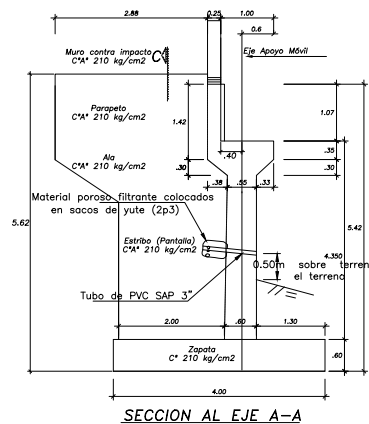 2.88
0.25
1.00
0.6
Muro contra impacto
C"A" 210 kg/cm2
C
Eje Apoyo Móvil
Parapeto
C"A" 210 kg/cm2
1.42
1.07
Ala
C"A" 210 kg/cm2
.40
.35
.30
.30
.38
.55
.33
Material poroso filtrante colocados
en sacos de yute (2p3)
5.62
5.42
Estribo (Pantalla)
C"A" 210 kg/cm2
4.350
0.50m sobre terren
el terreno
Tubo de PVC SAP 3"
2.00
.60
1.30
Zapata
C" 210 kg/cm2
.60
4.00
SECCION AL EJE A-A